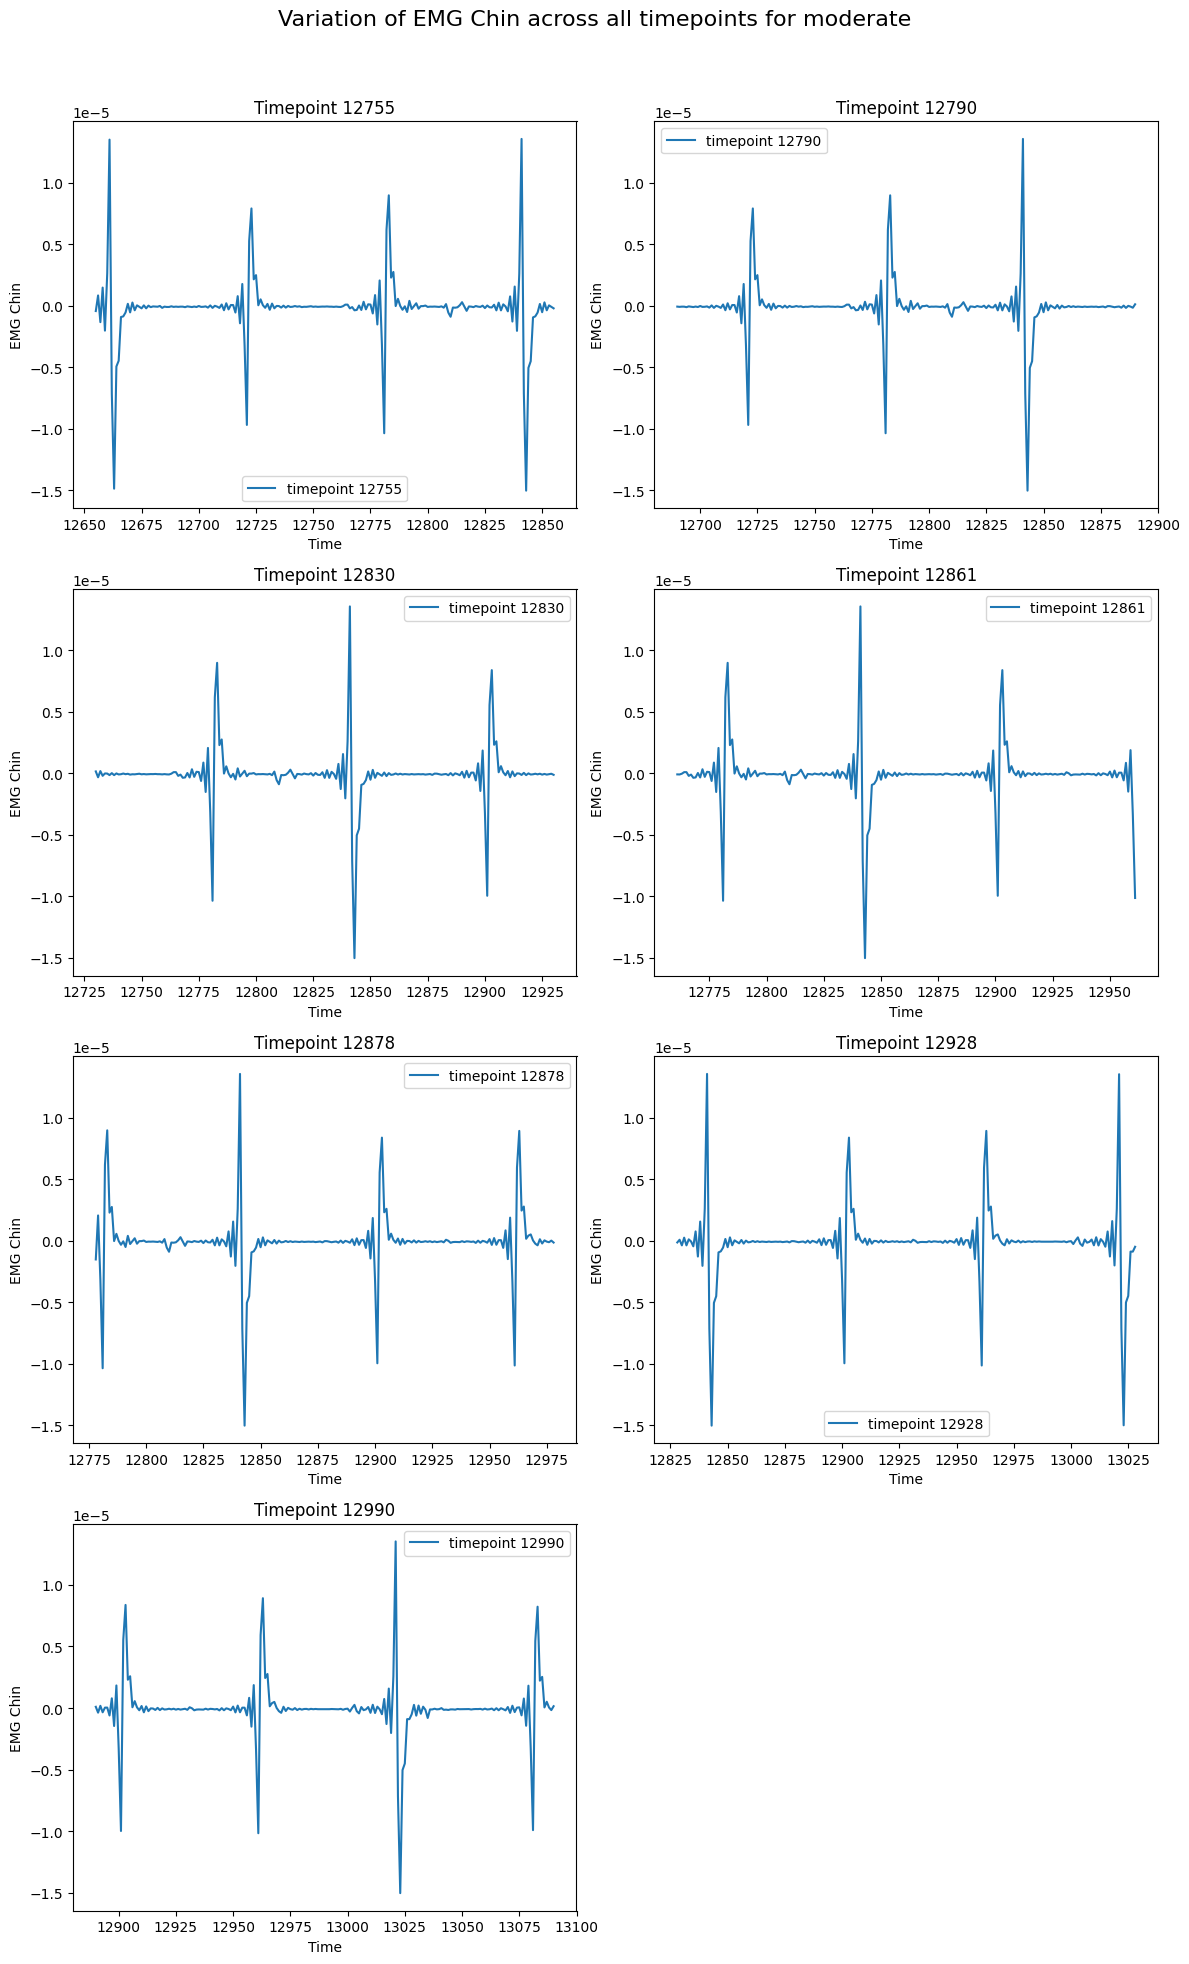 Variation of EMG Chin across all timepoints for moderate
Timepoint 12755
1e−5
1.0
0.5
0.0
−0.5
−1.0
−1.5
EMG Chin
timepoint 12755
12650 12675 12700 12725 12750 12775 12800 12825 12850
Time
Timepoint 12790
1e−5
timepoint 12790
1.0
0.5
0.0
−0.5
−1.0
−1.5
EMG Chin
12700 12725 12750 12775 12800 12825 12850 12875 12900
Time
Timepoint 12830
1e−5
timepoint 12830
1.0
0.5
0.0
−0.5
−1.0
−1.5
EMG Chin
12725 12750 12775 12800 12825 12850 12875 12900 12925
Time
Timepoint 12861
1e−5
timepoint 12861
1.0
0.5
0.0
−0.5
−1.0
−1.5
EMG Chin
12775 12800 12825 12850 12875 12900 12925 12950
Time
Timepoint 12878
1e−5
timepoint 12878
1.0
0.5
0.0
−0.5
−1.0
−1.5
EMG Chin
12775 12800 12825 12850 12875 12900 12925 12950 12975
Time
Timepoint 12928
1e−5
1.0
0.5
0.0
−0.5
−1.0
−1.5
EMG Chin
timepoint 12928
12825 12850 12875 12900 12925 12950 12975 13000 13025
Time
Timepoint 12990
1e−5
timepoint 12990
1.0
0.5
0.0
−0.5
−1.0
−1.5
EMG Chin
12900 12925 12950 12975 13000 13025 13050 13075 13100
Time